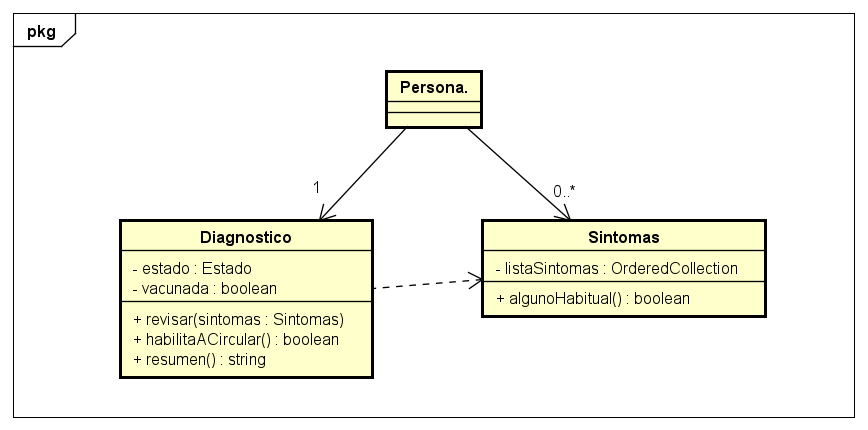 pkg
Persona.
1
0..*
Diagnostico
- estado : Estado
- vacunada : boolean
+ revisar(sintomas : Sintomas)
+ habilitaACircular() : boolean
+ resumen() : string
Sintomas
- listaSintomas : OrderedCollection
+ algunoHabitual() : boolean